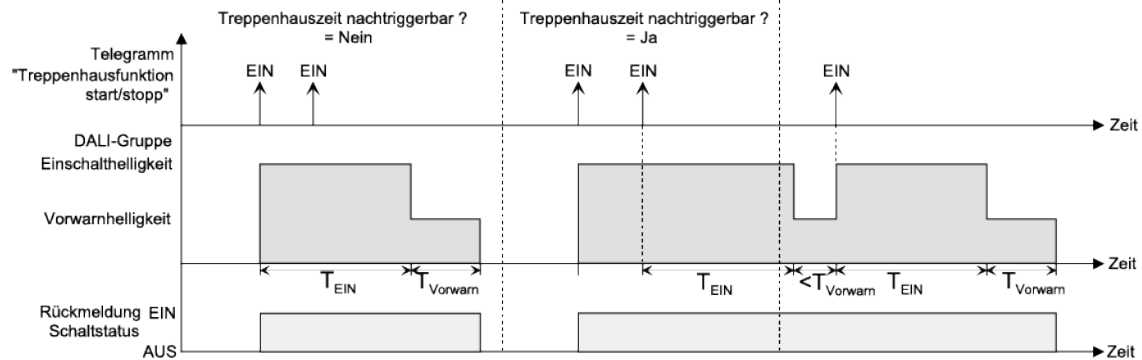 Treppenhauszeit nachtriggerbar ?
= Nein
Treppenhauszeit nachtriggerbar ?
= Ja
Telegramm
"Treppenhausfunktion
start/stopp"
EIN
EIN
EIN
EIN
EIN
Zeit
DALI-Gruppe
Einschalthelligkeit
Vorwarnhelligkeit
Zeit
TEIN
TVorwarn
TEIN
<TVorwarn
TEIN
TVorwarn
Rückmeldung EIN
Schaltstatus
AUS
Zeit